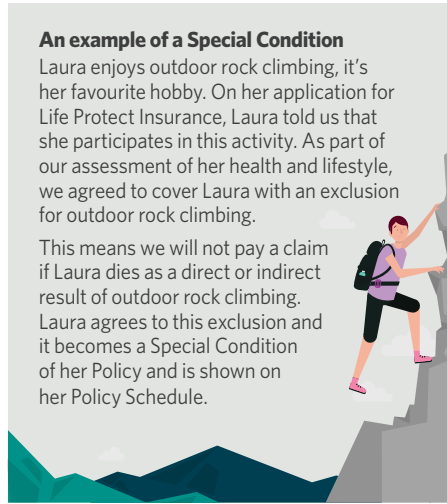 An example of a Special Condition
Laura enjoys outdoor rock climbing, it's
her favourite hobby. On her application for
Life Protect Insurance, Laura told us that
she participates in this activity. As part of
our assessment of her health and lifestyle,
we agreed to cover Laura with an exclusion
for outdoor rock climbing.
This means we will not pay a claim
if Laura dies as a direct or indirect
result of outdoor rock climbing.
Laura agrees to this exclusion and
it becomes a Special Condition
of her Policy and is shown on
her Policy Schedule.